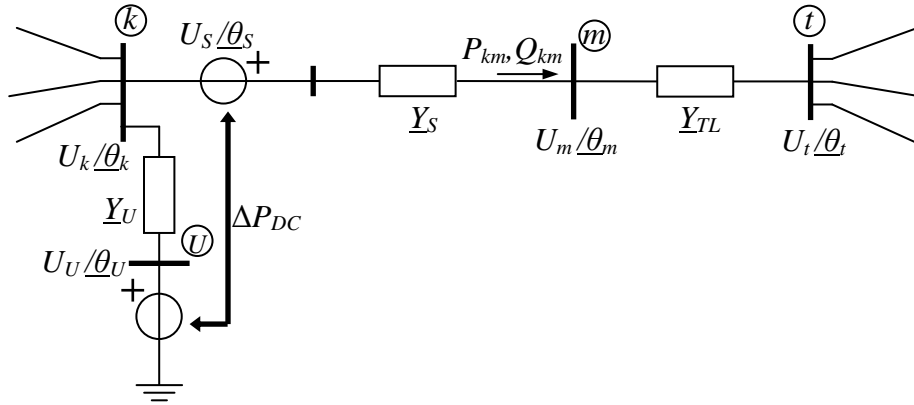 k
m
t
U_S/θ_S
P_km, Q_km
Y_S
Y_TL
U_k/θ_k
U_m/θ_m
U_t/θ_t
Y_U
ΔP_DC
U
U_U/θ_U
+
+